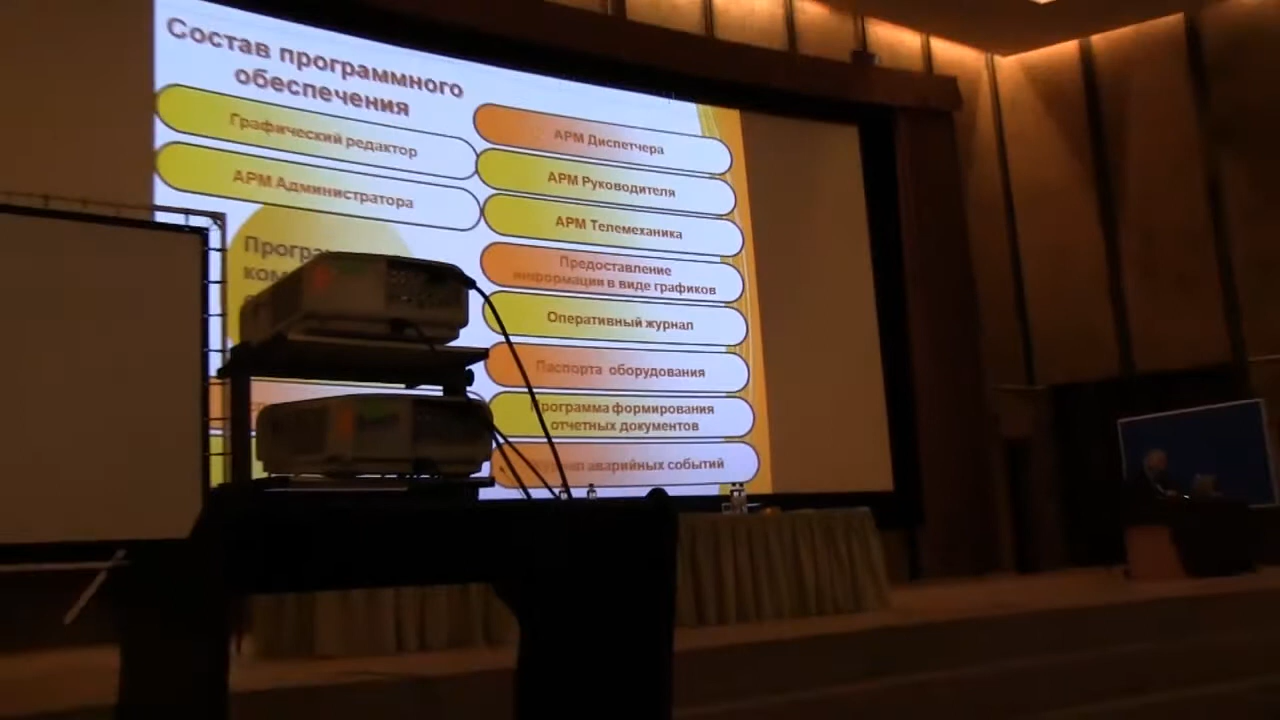 Состав программного
обеспечения
Графический редактор
АРМ Администратора
АРМ Диспетчера
АРМ Руководителя
АРМ Телемеханика
Предоставление
информации в виде графиков
Оперативный журнал
Паспорта оборудования
Программа формирования
отчетных документов
аварийных событий